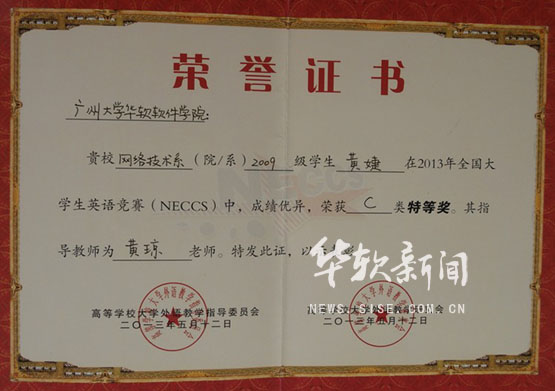 荣誉证书
广州大学华软软件学院:
贵校 网络技术系 (院/系) 2009 级学生 黄婕 在2013年全国大
学生英语竞赛(NECCS)中,成绩优异,荣获 C 类特等奖。其指
导教师为 黄琼 老师。特发此证,以
NECCS
华软新闻
NEWS.SISE.COM.CN
高等学校大学外语教学指导委员会
二〇一三年五月十二日
二〇一三年五月十二日